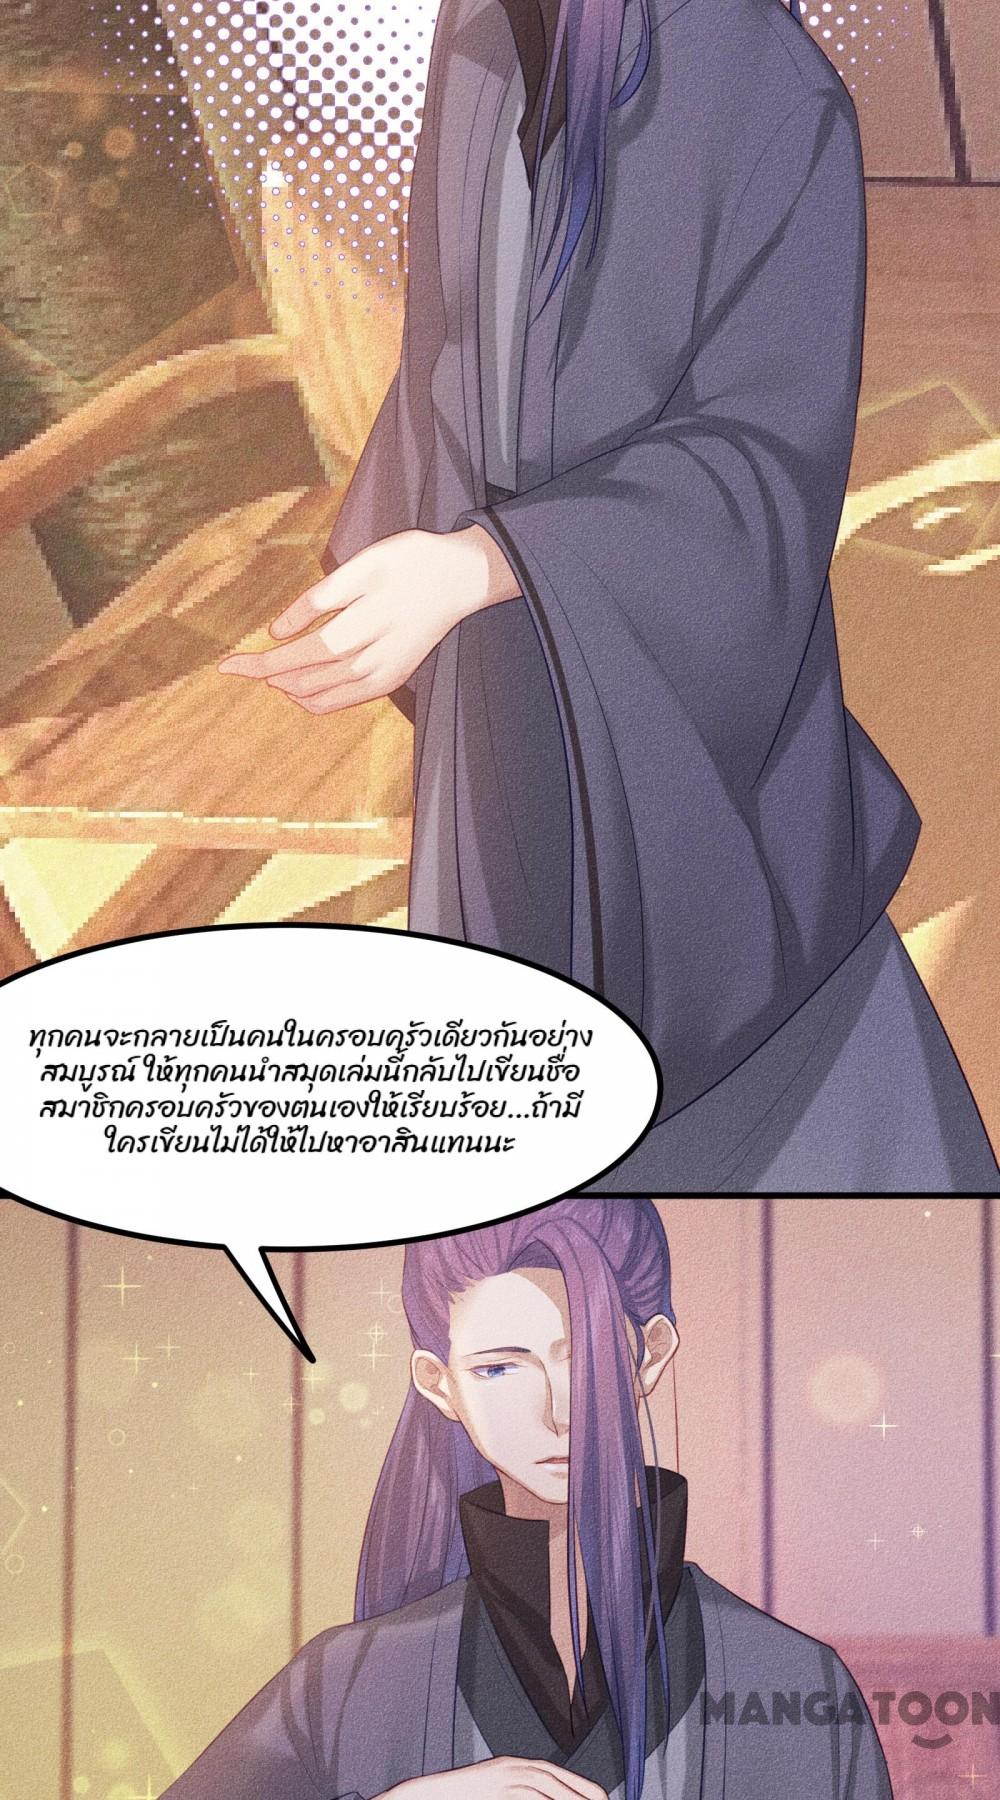 ทุกคนจะกลายเป็นคนในครอบครัวเดียวกันอย่าง
สมบูรณ์ ให้ทุกคนนำสมุดเล่มนี้กลับไปเขียนชื่อ
สมาชิกครอบครัวของตนเองให้เรียบร้อย...ถ้ามี
ใครเขียนไม่ได้ให้ไปหาอาสินแทนนะ
MANGATOON